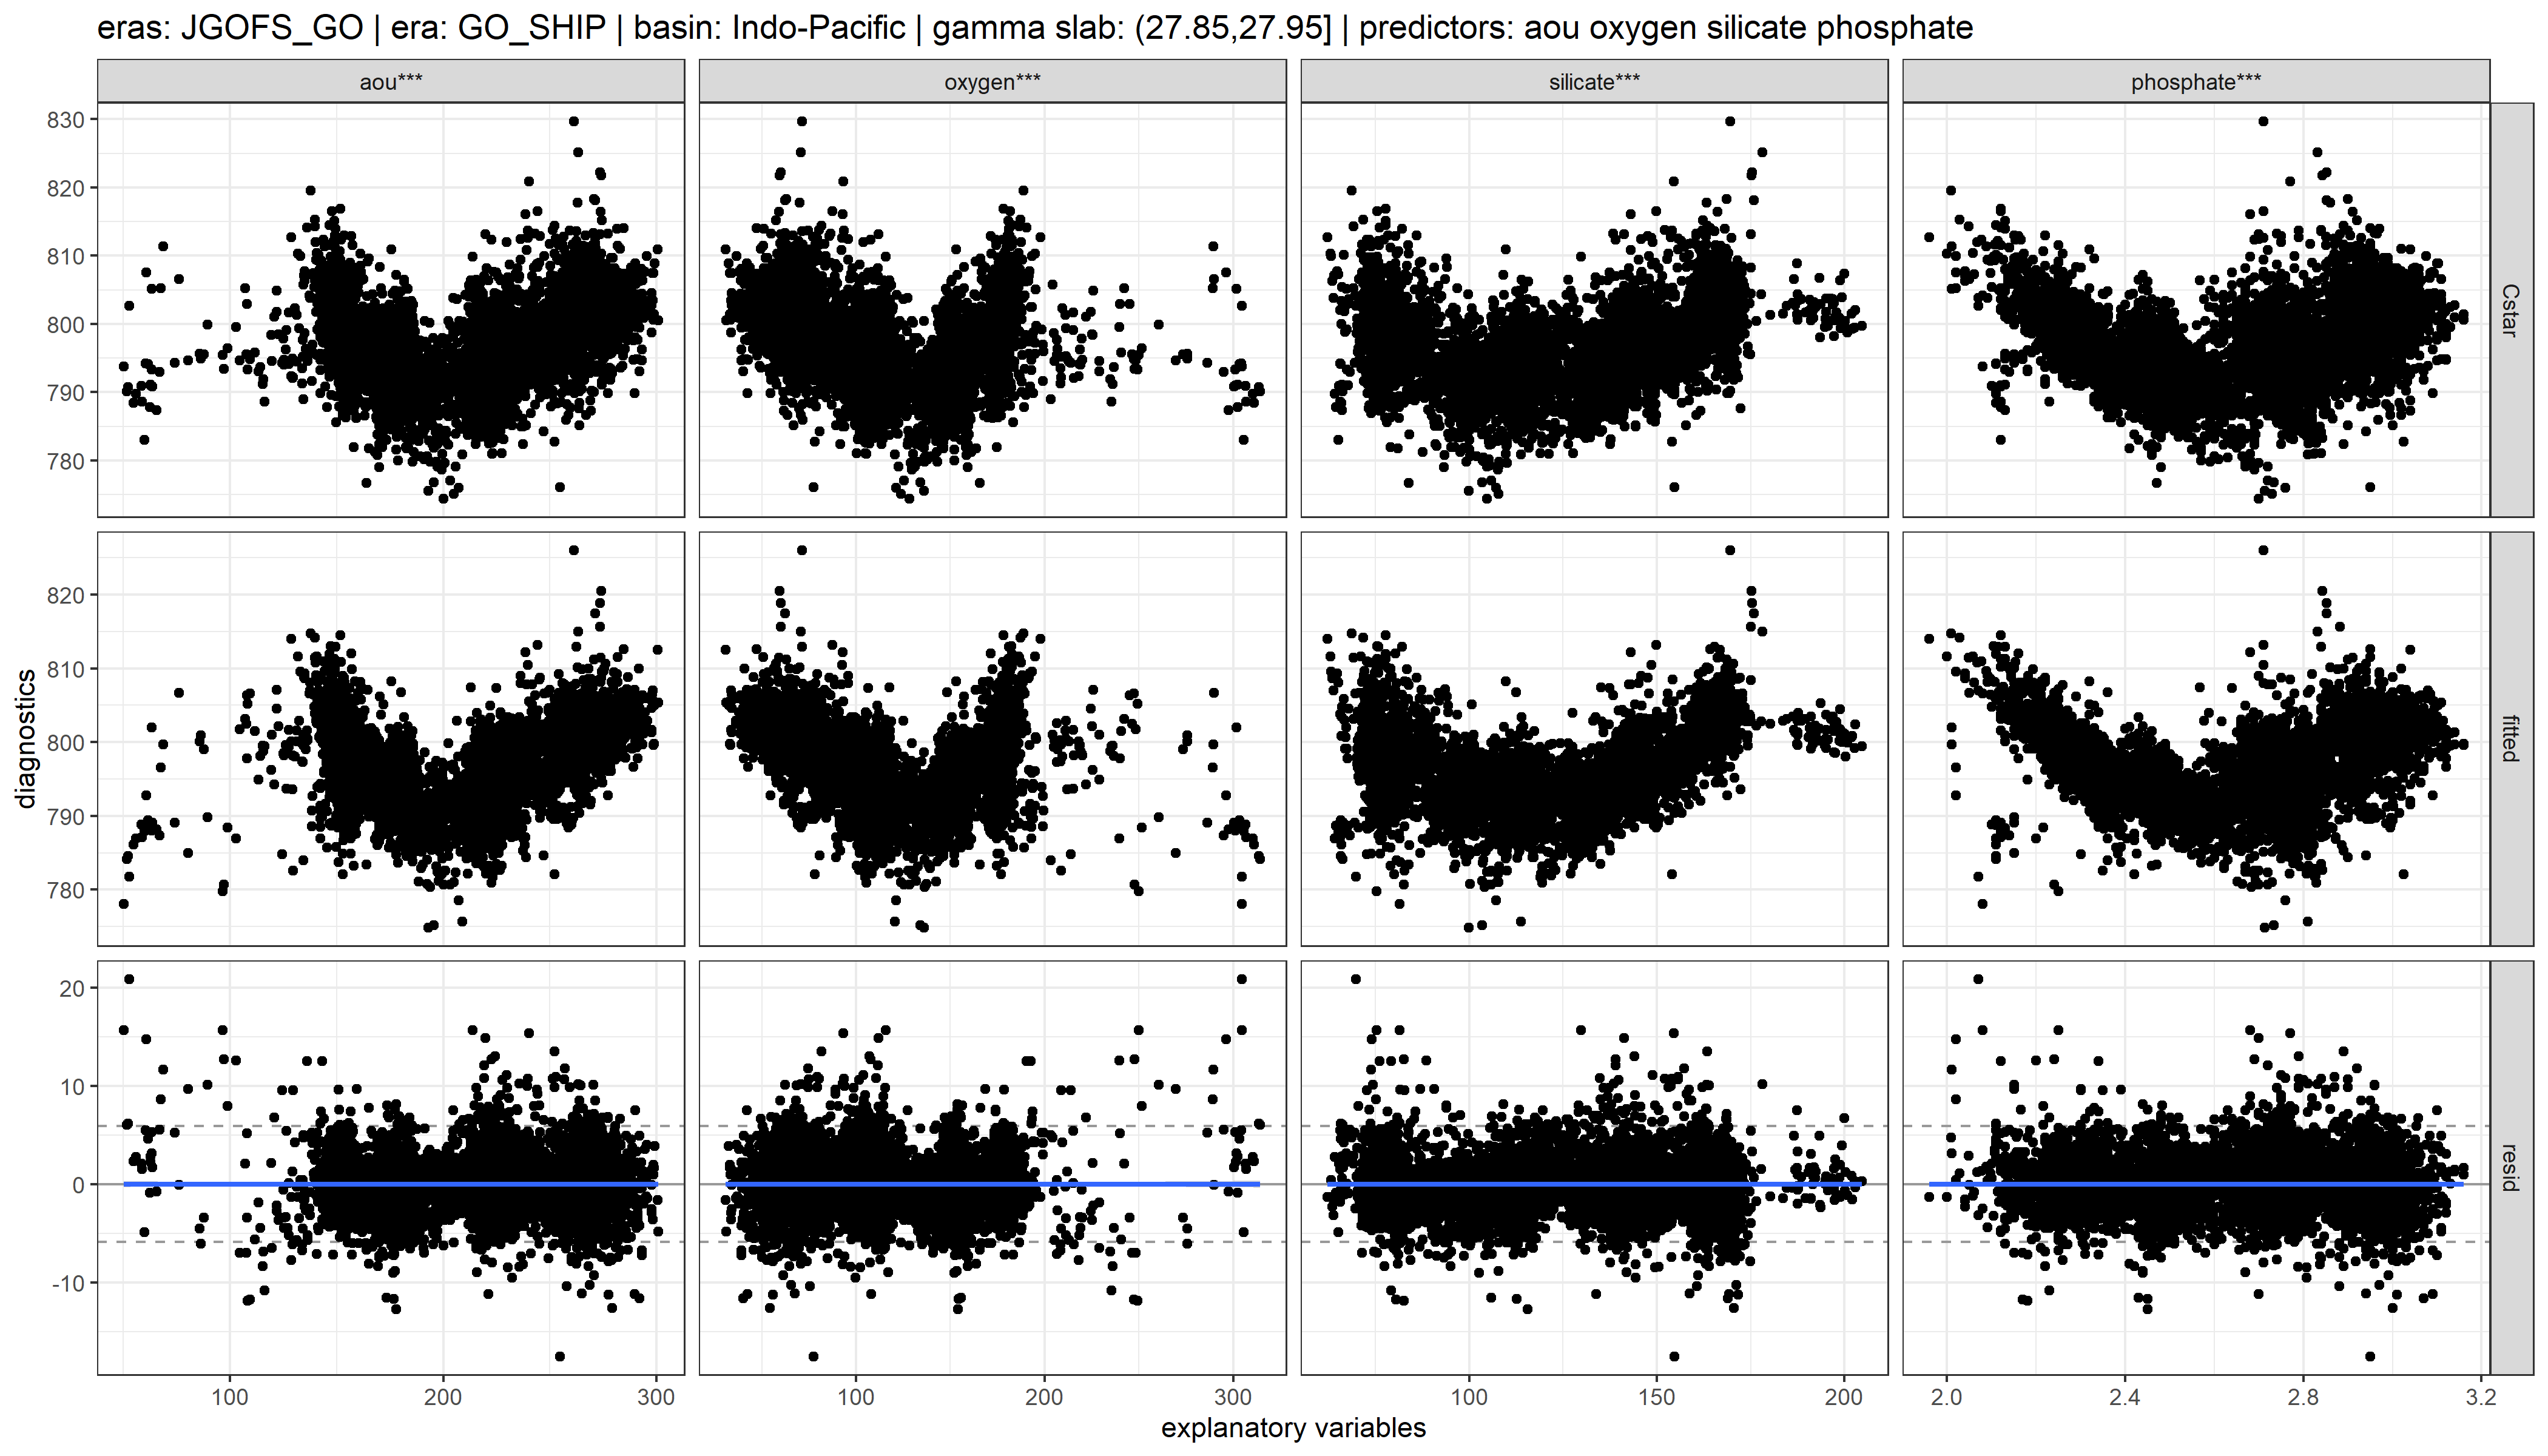 eras: JGOFS_GO | era: GO_SHIP | basin: Indo-Pacific | gamma slab: (27.85,27.95] | predictors: aou oxygen silicate phosphate
aou*** oxygen*** silicate*** phosphate***
830
820
810
800
790
780
Cstar
820
810
800
790
780
fitted
diagnostics
20
10
0
-10
resid
100 200 300 100 200 300 100 150 200 2.0 2.4 2.8 3.2
explanatory variables